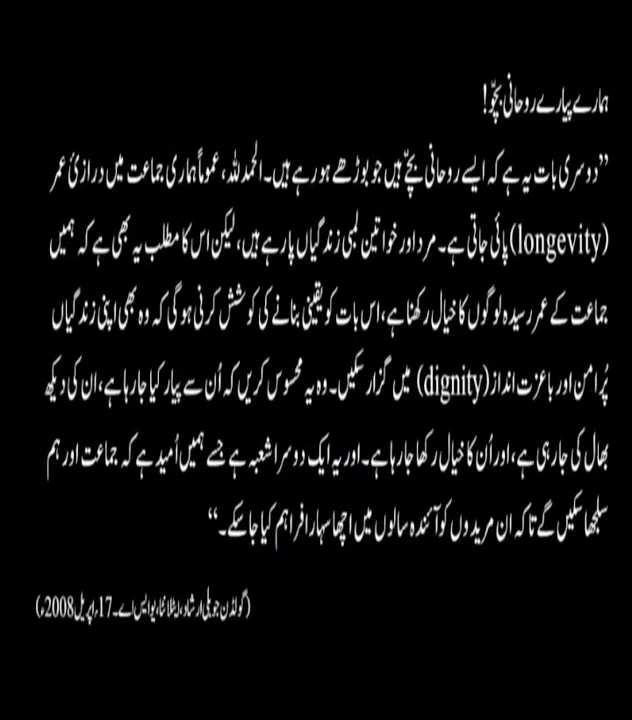 ہمارے پیارے روحانی بچّو!
”دوسری بات یہ ہے کہ ایسے روحانی بچّے ہیں جو بوڑھے ہو رہے ہیں۔ الحمدللہ، عموماً ہماری جماعت میں درازیٔ عمر
(longevity) پائی جاتی ہے۔ مرد اور خواتین لمبی زندگیاں پا رہے ہیں، لیکن اس کا مطلب یہ بھی ہے کہ ہمیں
جماعت کے عمر رسیدہ لوگوں کا خیال رکھنا ہے، اس بات کو یقینی بنانے کی کوشش کرنی ہوگی کہ وہ بھی اپنی زندگیاں
پُرامن اور باعزت انداز (dignity) میں گزار سکیں۔ وہ یہ محسوس کریں کہ اُن سے پیار کیا جا رہا ہے، ان کی دیکھ
بھال کی جا رہی ہے، اور اُن کا خیال رکھا جا رہا ہے۔ اور یہ ایک دوسرا شعبہ ہے جسے ہمیں اُمید ہے کہ جماعت اور ہم
سلجھا سکیں گے تاکہ ان مریدوں کو آئندہ سالوں میں اچھا سہارا فراہم کیا جا سکے۔“
(گولڈن جوبلی ارشاد، ایٹلانٹا، یو ایس اے۔ 17؍اپریل 2008ء)